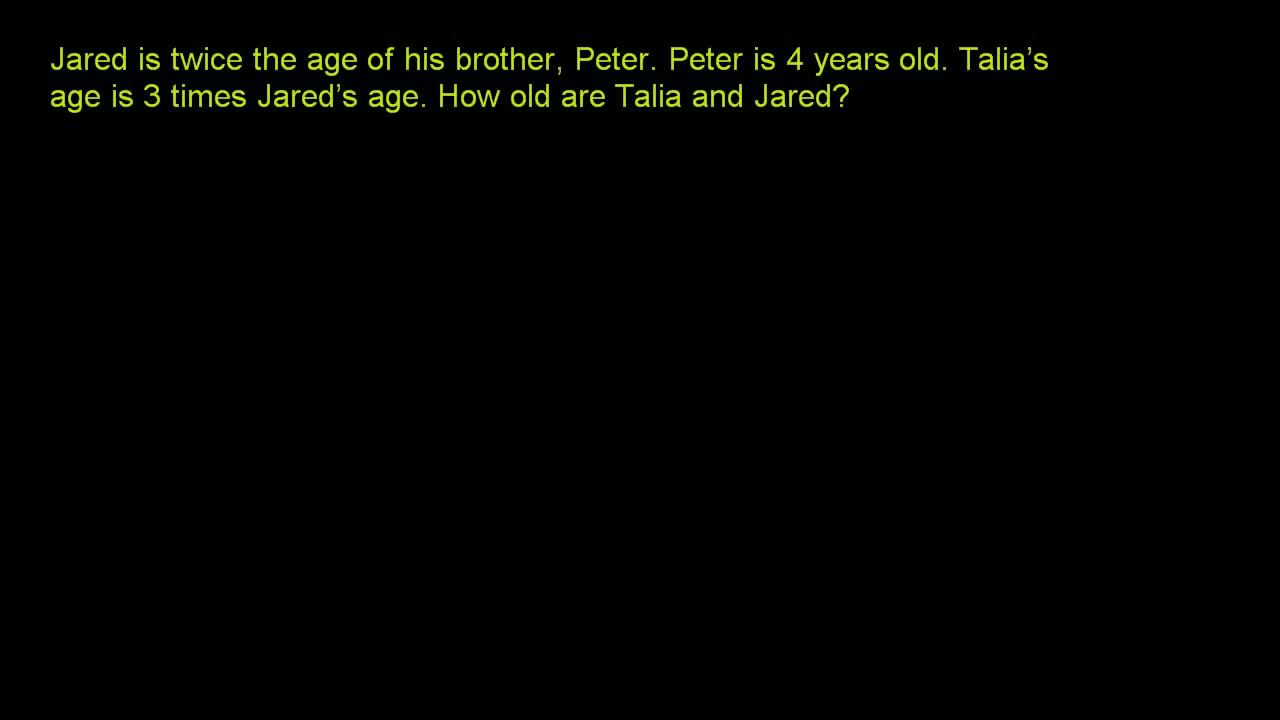 Jared is twice the age of his brother, Peter. Peter is 4 years old. Talia’s
age is 3 times Jared’s age. How old are Talia and Jared?